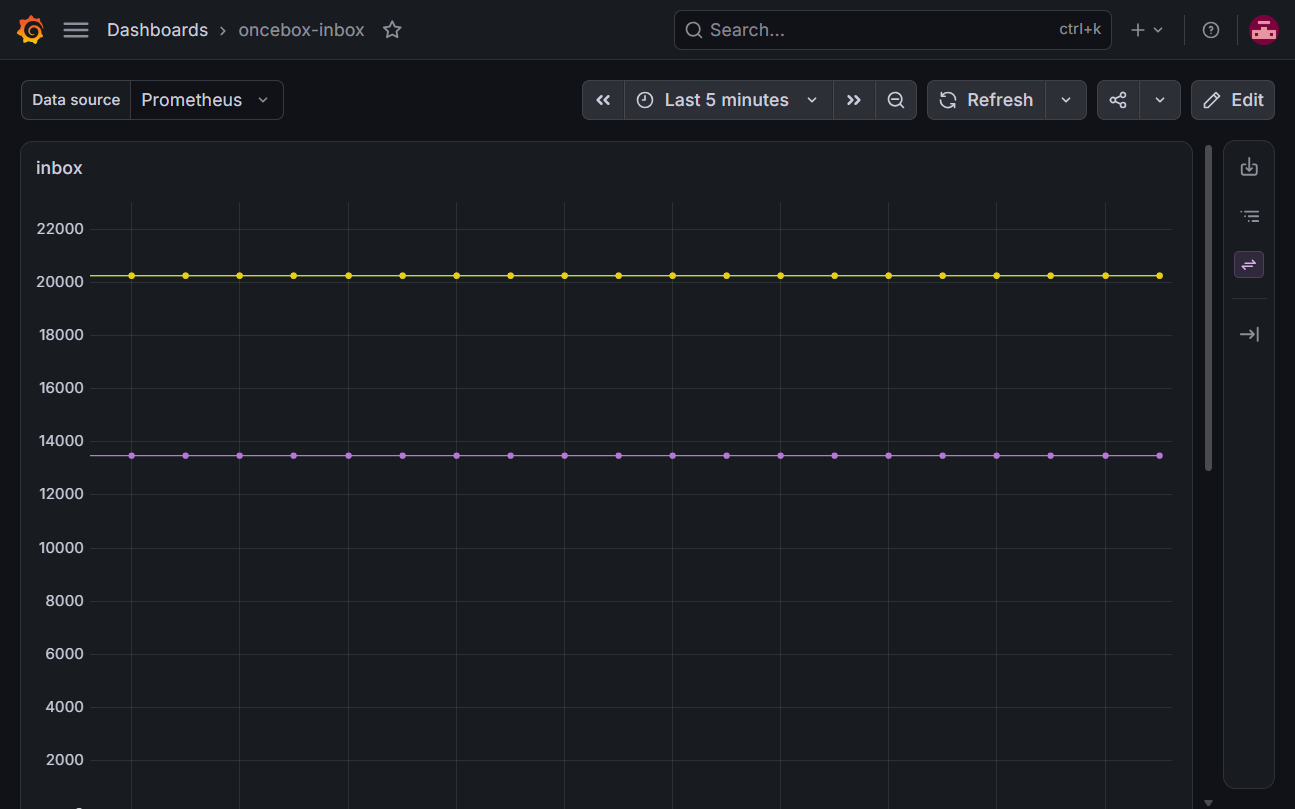 Dashboards › oncebox-inbox
Search... ctrl+k
Data source Prometheus
Last 5 minutes
Refresh
Edit
inbox
22000
20000
18000
16000
14000
12000
10000
8000
6000
4000
2000